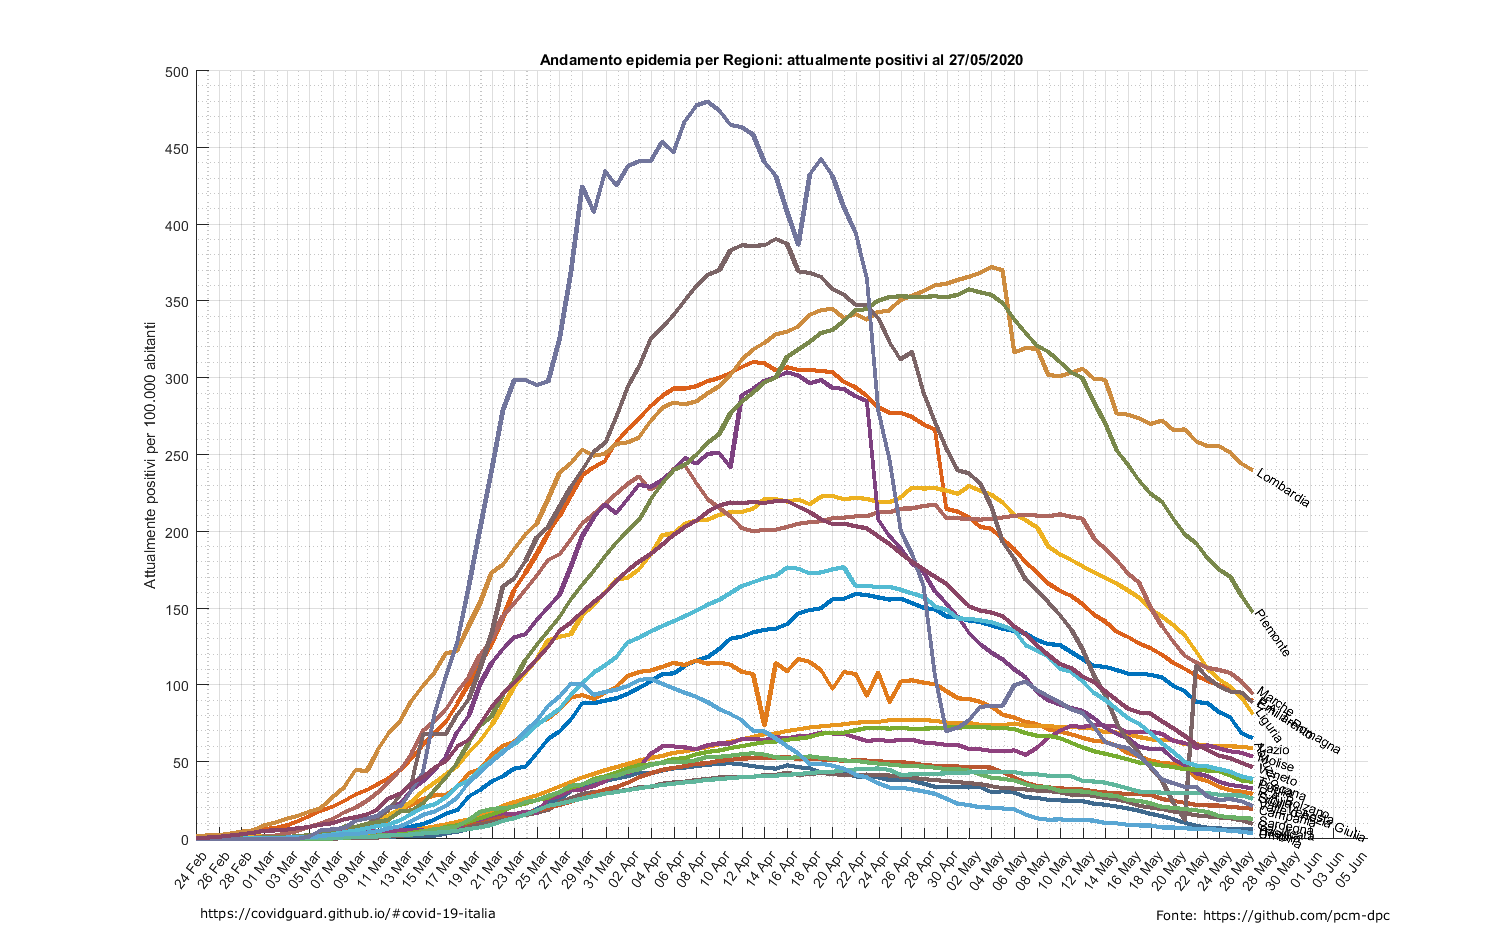 Andamento epidemia per Regioni: attualmente positivi al 27/05/2020
Attualmente positivi per 100.000 abitanti
500
450
400
350
300
250
200
150
100
50
0
Lombardia
Piemonte
Marche
Liguria
Lazio
Molise
Veneto
24 Feb
26 Feb
28 Feb
01 Mar
03 Mar
05 Mar
07 Mar
09 Mar
11 Mar
13 Mar
15 Mar
17 Mar
19 Mar
21 Mar
23 Mar
25 Mar
27 Mar
29 Mar
31 Mar
02 Apr
04 Apr
06 Apr
08 Apr
10 Apr
12 Apr
14 Apr
16 Apr
18 Apr
20 Apr
22 Apr
24 Apr
26 Apr
28 Apr
30 Apr
02 May
04 May
06 May
08 May
10 May
12 May
14 May
16 May
18 May
20 May
22 May
24 May
26 May
28 May
30 May
01 Jun
03 Jun
05 Jun
https://covidguard.github.io/#covid-19-italia
Fonte: https://github.com/pcm-dpc